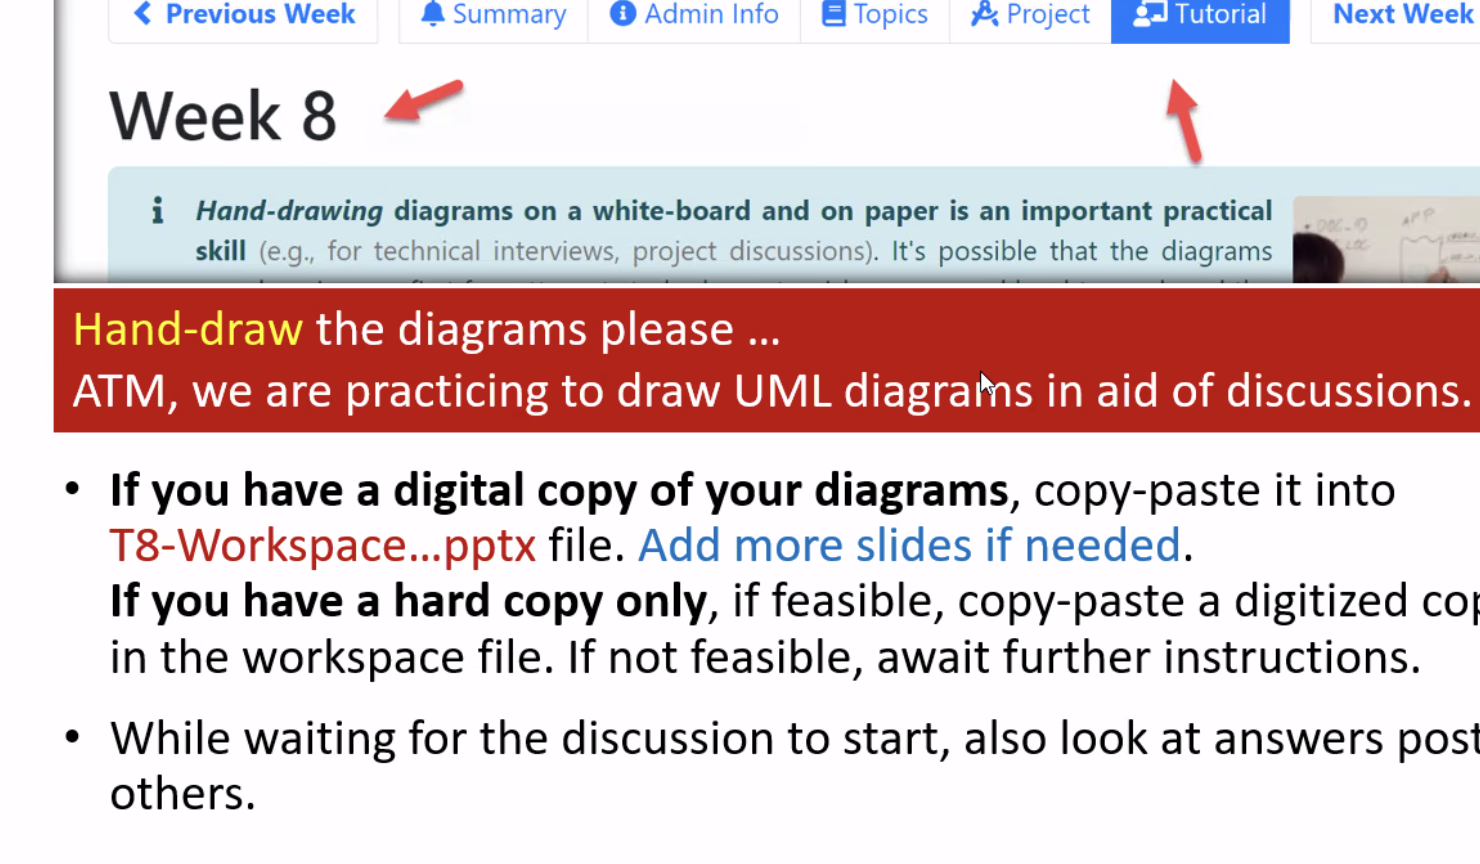 Previous Week Summary Admin Info Topics Project Tutorial Next Week
Week 8
Hand-drawing diagrams on a white-board and on paper is an important practical
skill (e.g., for technical interviews, project discussions). It's possible that the diagrams
Hand-draw the diagrams please ...
ATM, we are practicing to draw UML diagrams in aid of discussions.
• If you have a digital copy of your diagrams, copy-paste it into
T8-Workspace...pptx file. Add more slides if needed.
If you have a hard copy only, if feasible, copy-paste a digitized
in the workspace file. If not feasible, await further instructions.
• While waiting for the discussion to start, also look at answers
others.